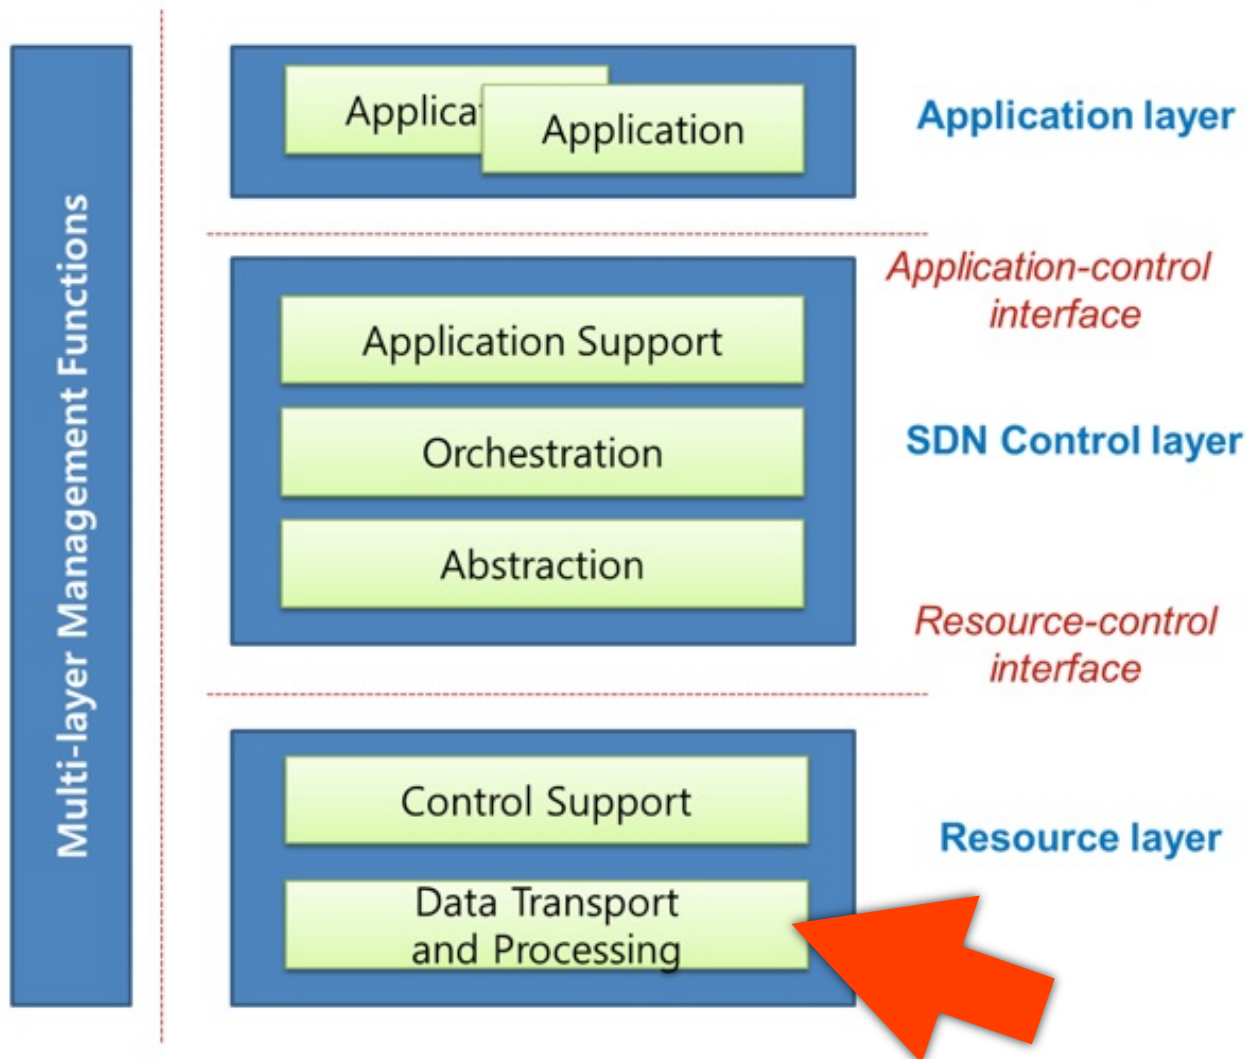 Multi-layer Management Functions
Applica
Application
Application layer
Application-control
interface
Application Support
Orchestration
Abstraction
SDN Control layer
Resource-control
interface
Control Support
Data Transport
and Processing
Resource layer